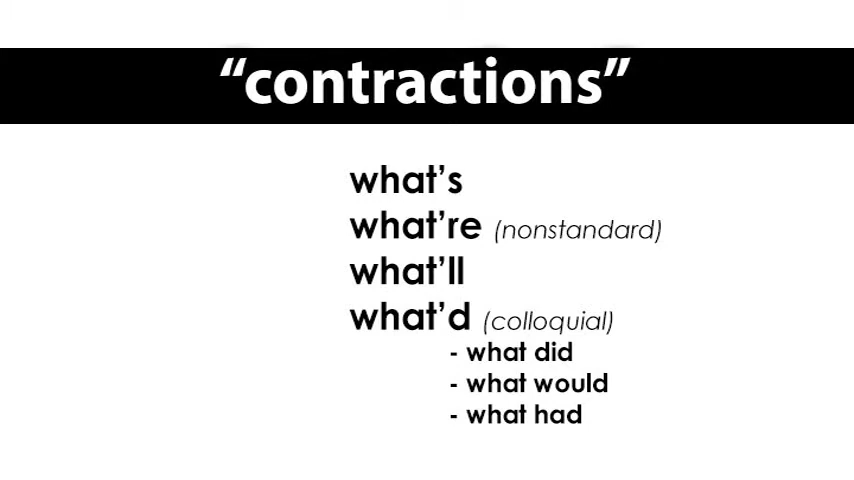 “contractions”
what’s
what’re (nonstandard)
what’ll
what’d (colloquial)
- what did
- what would
- what had